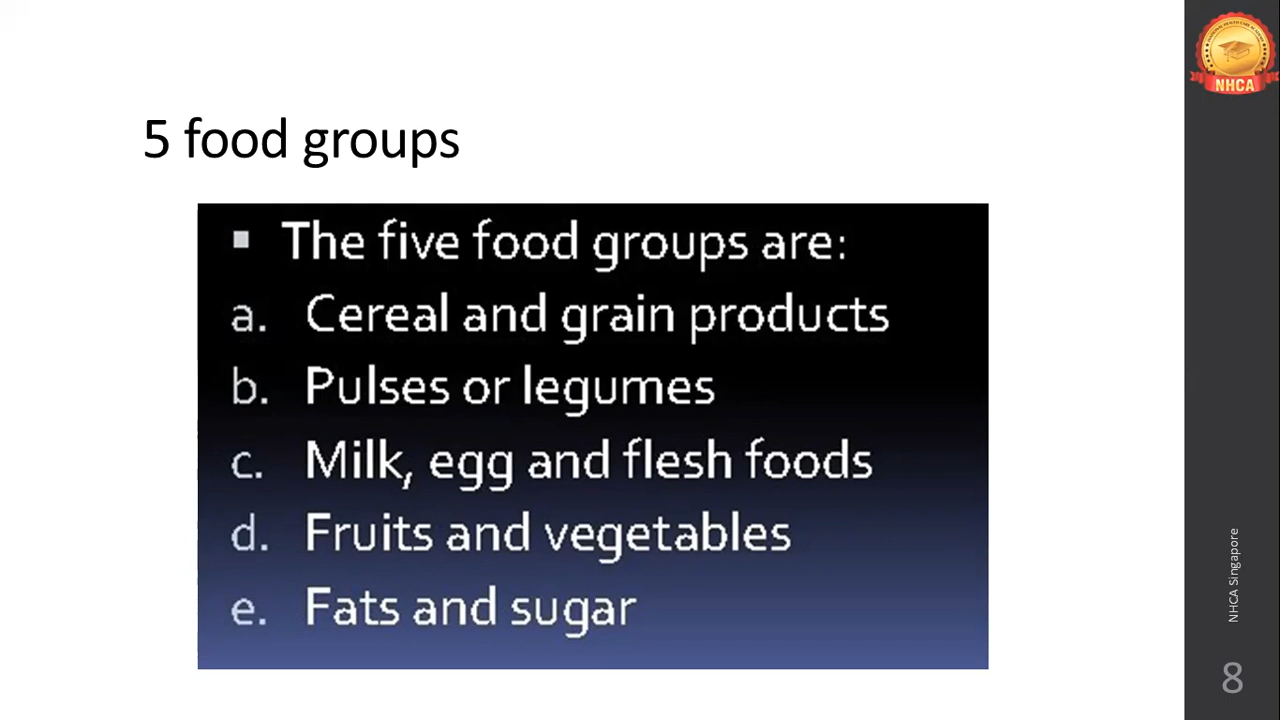 5 food groups
▪ The five food groups are:
a. Cereal and grain products
b. Pulses or legumes
c. Milk, egg and flesh foods
d. Fruits and vegetables
e. Fats and sugar
NHCA
NHCA Singapore
8